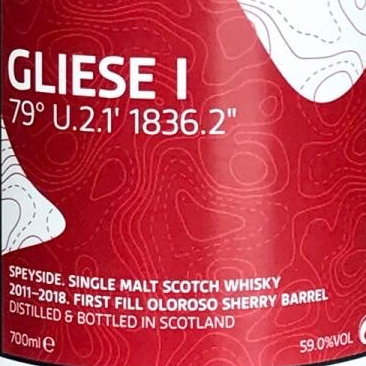 GLIESE I
79° U.2.1' 1836.2"
SPEYSIDE. SINGLE MALT SCOTCH WHISKY
2011–2018. FIRST FILL OLOROSO SHERRY BARREL
DISTILLED & BOTTLED IN SCOTLAND
700ml e
59.0%VOL